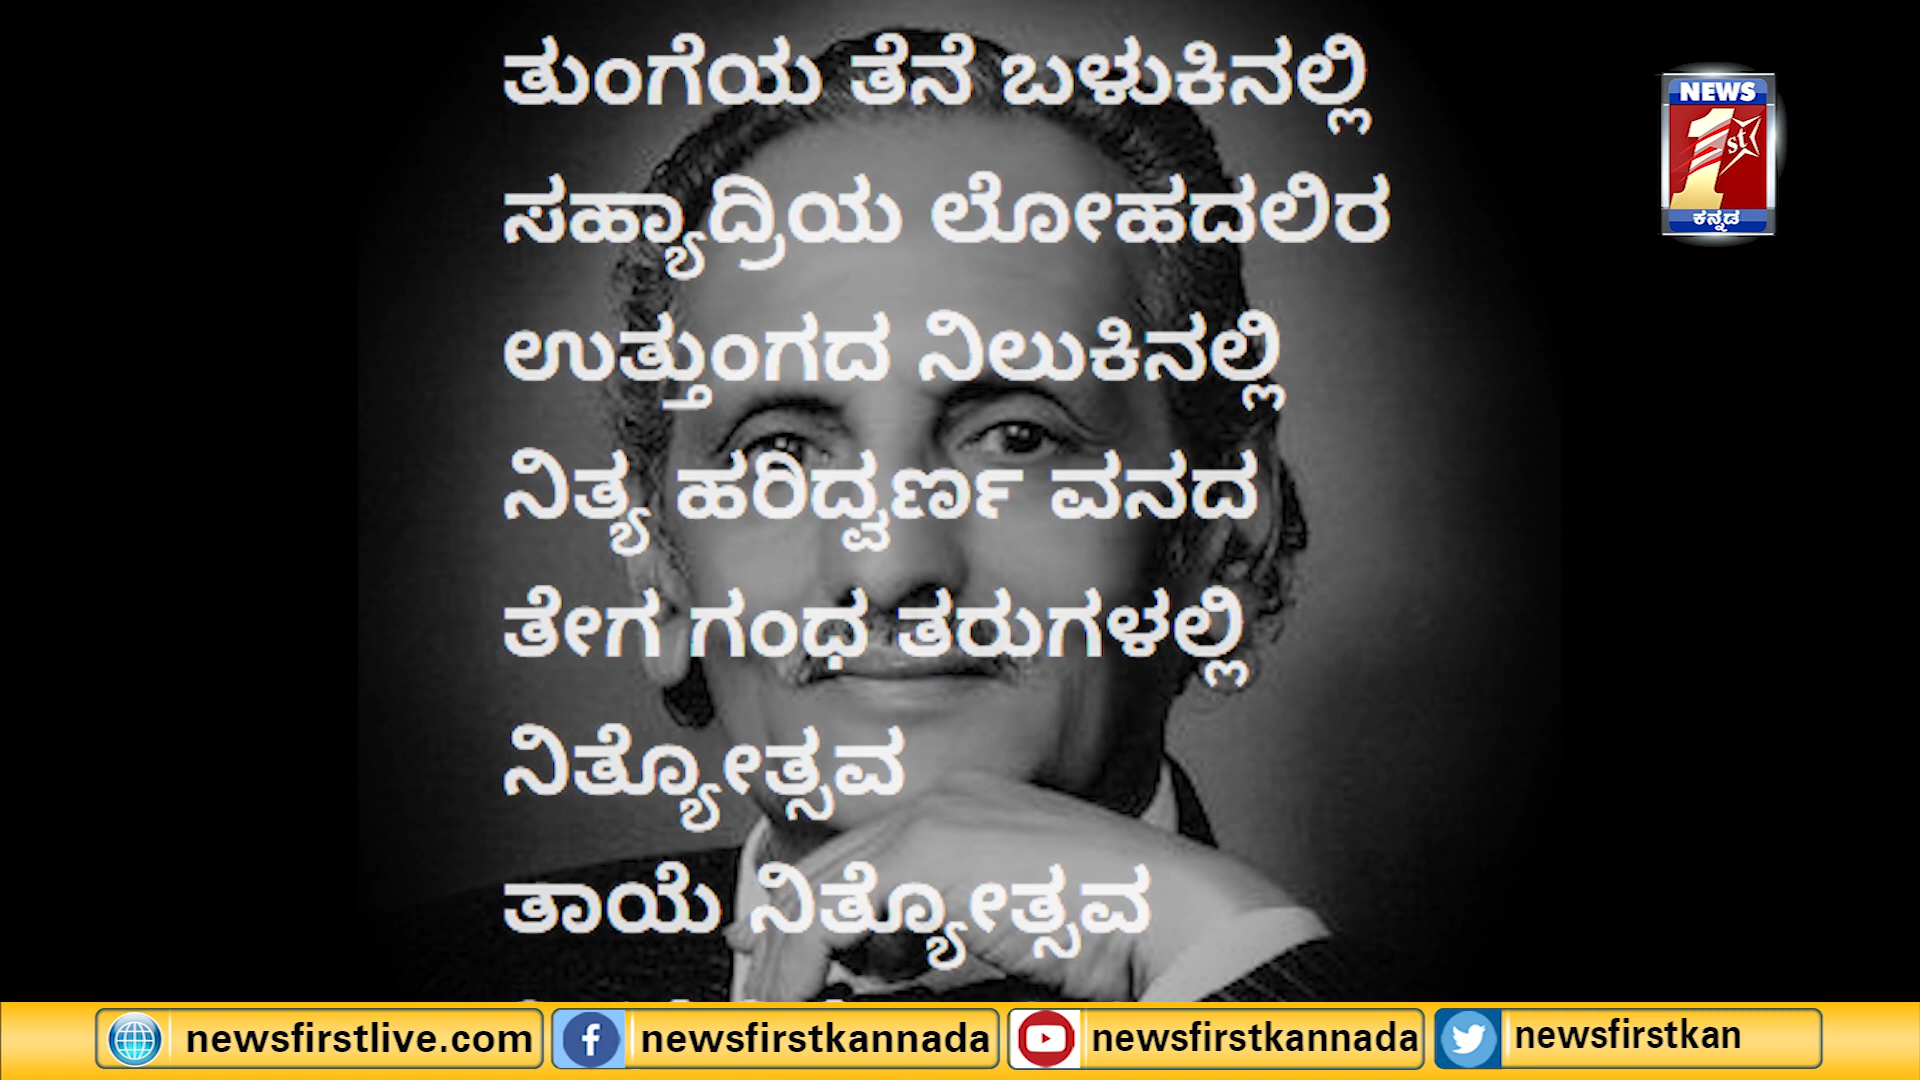 ತುಂಗೆಯ ತೆನೆ ಬಳುಕಿನಲ್ಲಿ
ಸಹ್ಯಾದ್ರಿಯ ಲೋಹದಲಿರ
ಉತ್ತುಂಗದ ನಿಲುಕಿನಲ್ಲಿ
ನಿತ್ಯ ಹರಿದ್ವರ್ಣ ವನದ
ತೇಗ ಗಂಧ ತರುಗಳಲ್ಲಿ
ನಿತ್ಯೋತ್ಸವ
ತಾಯೆ ನಿತ್ಯೋತ್ಸವ
NEWS
1st
ಕನ್ನಡ
newsfirstlive.com
newsfirstkannada
newsfirstkannada
newsfirstkan